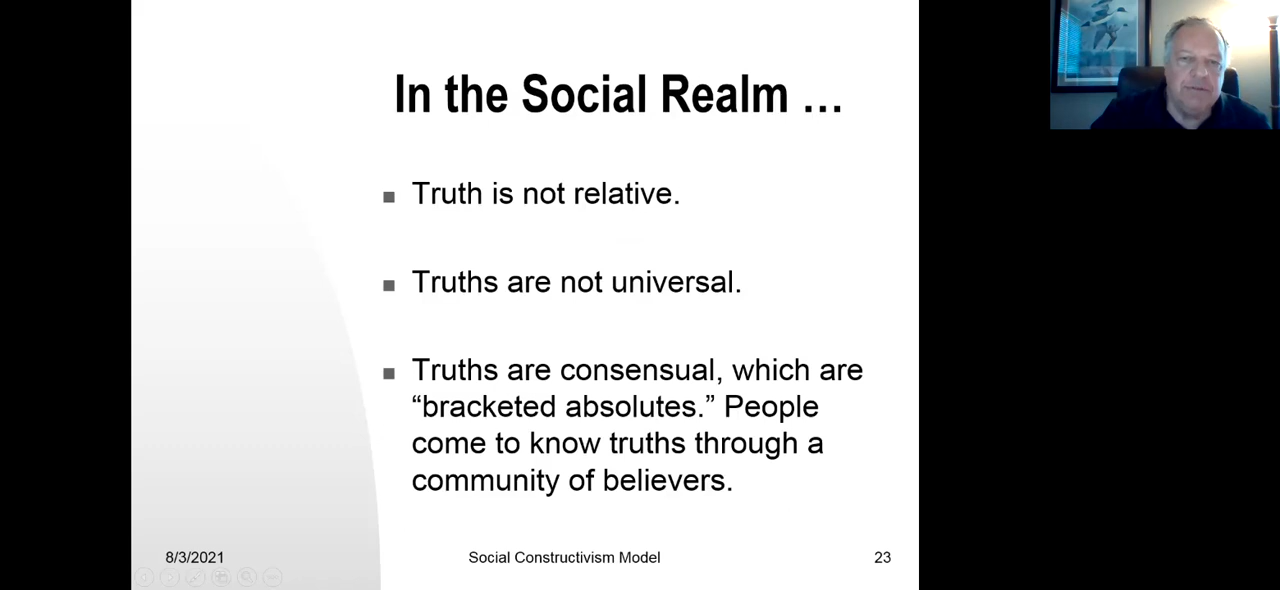 In the Social Realm …
Truth is not relative.
Truths are not universal.
Truths are consensual, which are
“bracketed absolutes.” People
come to know truths through a
community of believers.
8/3/2021
Social Constructivism Model
23